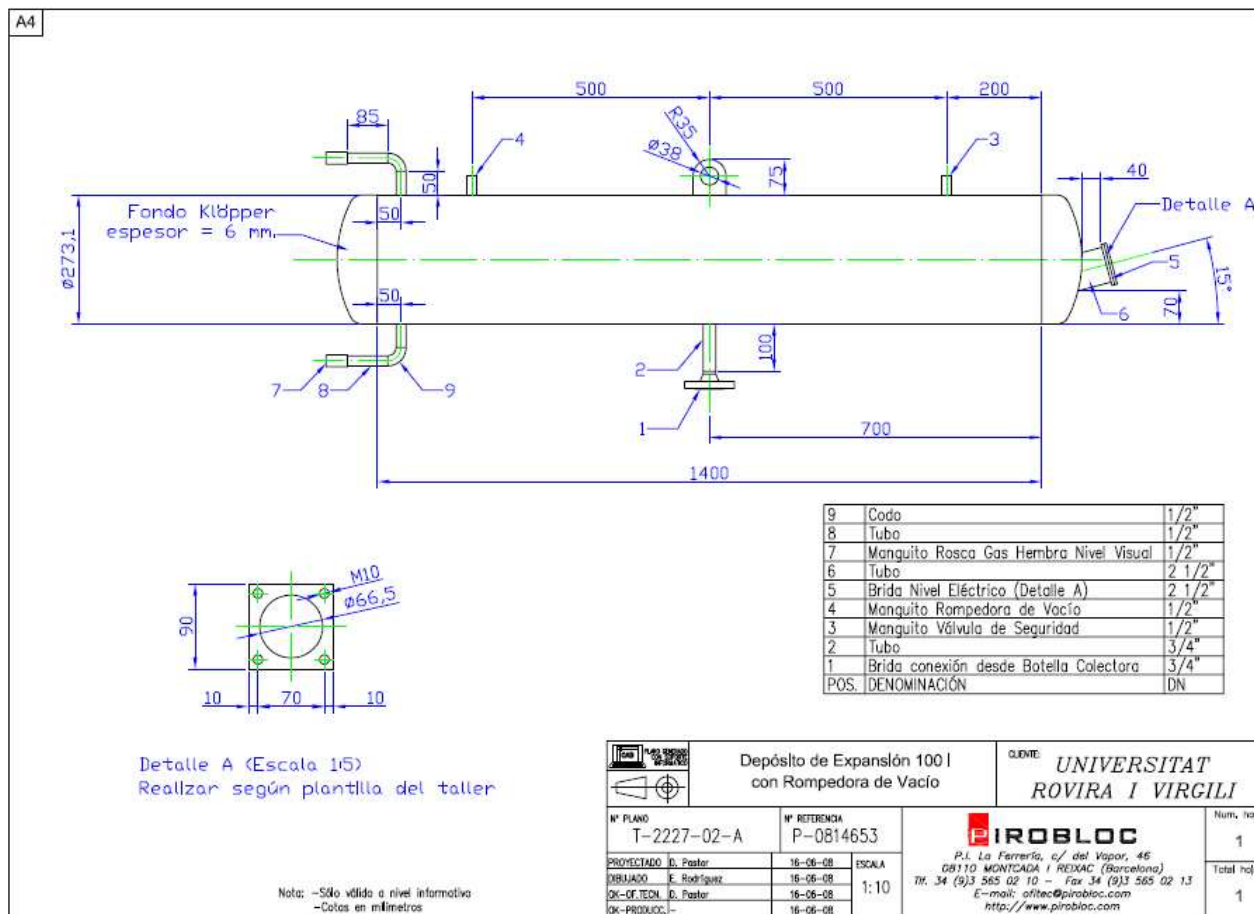 A4
500
500
200
85
R35
Ø38
75
4
3
40
50
50
Detalle A
Fondo Klöpper
espesor = 6 mm.
Ø273,1
5
15°
6
70
50
100
2
7
8
9
1
700
1400
9 Codo 1/2"
8 Tubo 1/2"
7 Manguito Rosca Gas Hembra Nivel Visual 1/2"
6 Tubo 2 1/2"
5 Brida Nivel Eléctrico (Detalle A) 2 1/2"
4 Manguito Rompedora de Vacío 1/2"
3 Manguito Válvula de Seguridad 1/2"
2 Tubo 3/4"
1 Brida conexión desde Botella Colectora 3/4"
POS. DENOMINACIÓN DN
M10
Ø66,5
90
10
70
10
Detalle A (Escala 1:5)
Realizar según plantilla del taller
Nota: -Sólo válido a nivel informativo
-Cotas en milímetros
CAD
PLANO GENERADO
CON SOPORTE
INFORMATICO
Depósito de Expansión 100 l
con Rompedora de Vacío
CLIENTE:
UNIVERSITAT
ROVIRA I VIRGILI
Nº PLANO
T-2227-02-A
Nº REFERENCIA
P-0814653
PROYECTADO D. Pastor 16-06-08
DIBUJADO E. Rodríguez 16-06-08
OK-OF.TECN. D. Pastor 16-06-08
OK-PRODUCC. - 16-06-08
ESCALA
1:10
PIROBLOC
P.I. La Ferrería, c/ del Vapor, 46
08110 MONTCADA I REIXAC (Barcelona)
Tlf. 34 (9)3 565 02 10 - Fax 34 (9)3 565 02 13
E-mail: ofitec@pirobloc.com
http://www.pirobloc.com
Num. ho
1
Total hoj
1